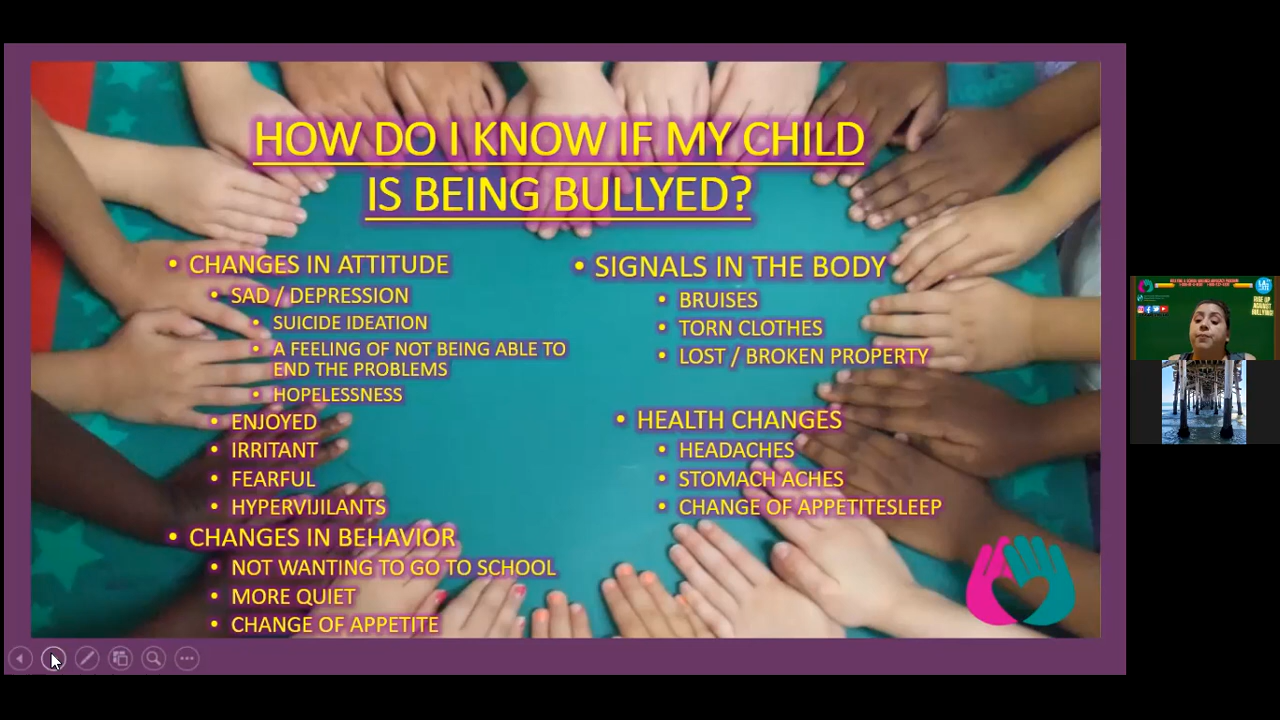 HOW DO I KNOW IF MY CHILD
IS BEING BULLYED?
• CHANGES IN ATTITUDE
• SAD / DEPRESSION
• SUICIDE IDEATION
• A FEELING OF NOT BEING ABLE TO
END THE PROBLEMS
• HOPELESSNESS
• ENJOYED
• IRRITANT
• FEARFUL
• HYPERVIJILANTS
• CHANGES IN BEHAVIOR
• NOT WANTING TO GO TO SCHOOL
• MORE QUIET
• CHANGE OF APPETITE
• SIGNALS IN THE BODY
• BRUISES
• TORN CLOTHES
• LOST / BROKEN PROPERTY
• HEALTH CHANGES
• HEADACHES
• STOMACH ACHES
• CHANGE OF APPETITESLEEP
RISE UP
AGAINST
BULLYING!